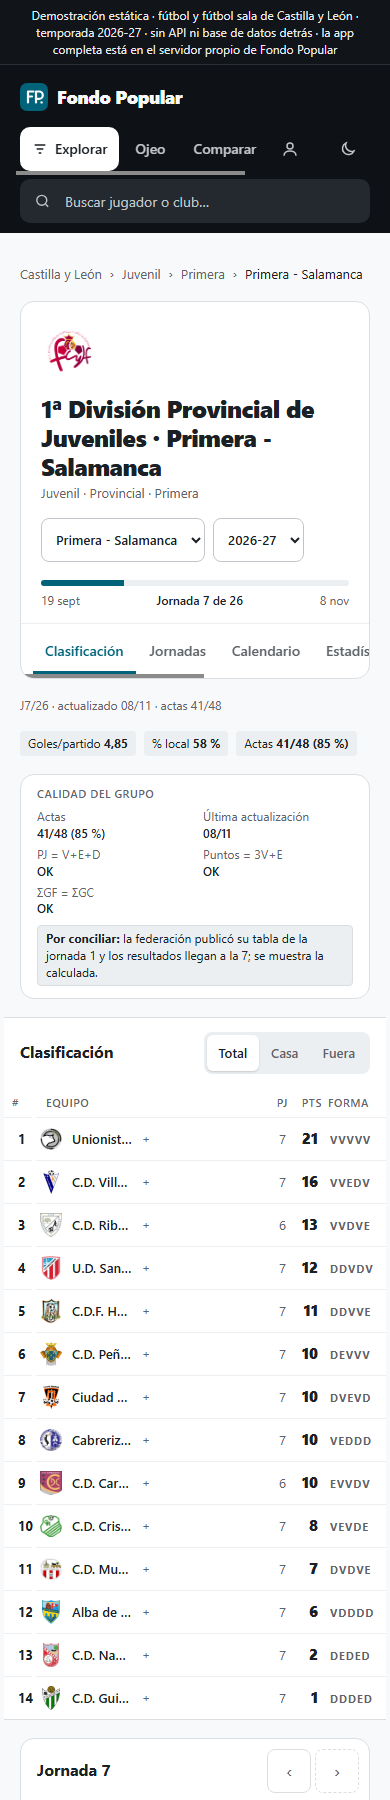 Demostración estática · fútbol y fútbol sala de Castilla y León ·
temporada 2026-27 · sin API ni base de datos detrás · la app
completa está en el servidor propio de Fondo Popular
FP Fondo Popular
Explorar Ojeo Comparar
Buscar jugador o club...
Castilla y León › Juvenil › Primera › Primera - Salamanca
fcyf
1ª División Provincial de
Juveniles · Primera -
Salamanca
Juvenil · Provincial · Primera
Primera - Salamanca 2026-27
19 sept Jornada 7 de 26 8 nov
Clasificación Jornadas Calendario Estadís
J7/26 · actualizado 08/11 · actas 41/48
Goles/partido 4,85 % local 58 % Actas 41/48 (85 %)
CALIDAD DEL GRUPO
Actas Última actualización
41/48 (85 %) 08/11
PJ = V+E+D Puntos = 3V+E
OK OK
ΣGF = ΣGC
OK
Por conciliar: la federación publicó su tabla de la
jornada 1 y los resultados llegan a la 7; se muestra la
calculada.
Clasificación Total Casa Fuera
# EQUIPO PJ PTS FORMA
1 Unionist... + 7 21 VVVVV
2 C.D. Vill... + 7 16 VVEDV
3 C.D. Rib... + 6 13 VVDVE
4 U.D. San... + 7 12 DDVDV
5 C.D.F. H... + 7 11 DDVVE
6 C.D. Peñ... + 7 10 DEVVV
7 Ciudad ... + 7 10 DVEVD
8 Cabreriz... + 7 10 VEDDD
9 C.D. Car... + 6 10 EVVDV
10 C.D. Cris... + 7 8 VEVDE
11 C.D. Mu... + 7 7 DVDVE
12 Alba de ... + 7 6 VDDDD
13 C.D. Na... + 7 2 DEDED
14 C.D. Gui... + 7 1 DDDED
Jornada 7 ‹ ›